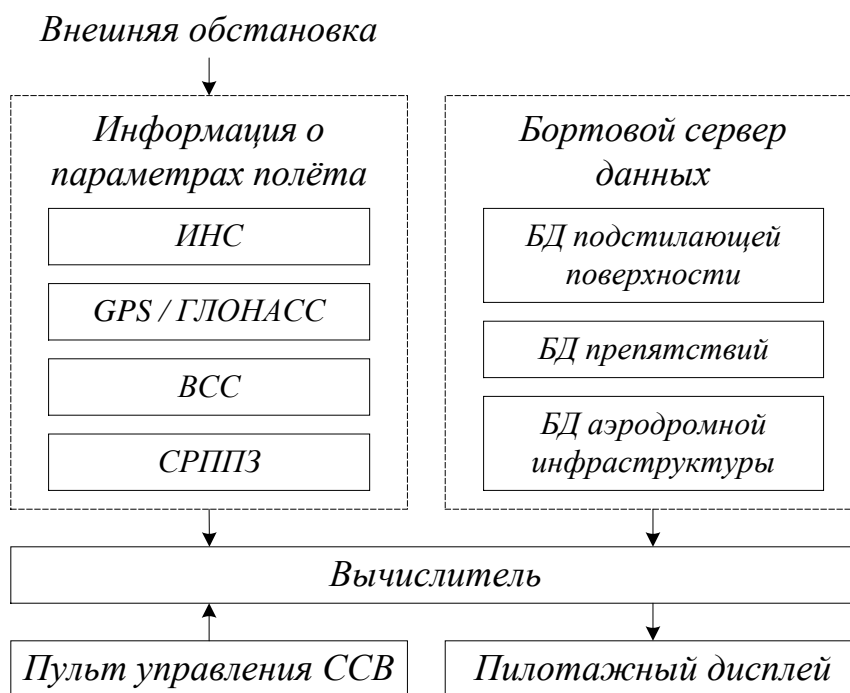 Внешняя обстановка
Информация о
параметрах полёта
ИНС
GPS / ГЛОНАСС
ВСС
СРППЗ
Бортовой сервер
данных
БД подстилающей
поверхности
БД препятствий
БД аэродромной
инфраструктуры
Вычислитель
Пульт управления ССВ
Пилотажный дисплей